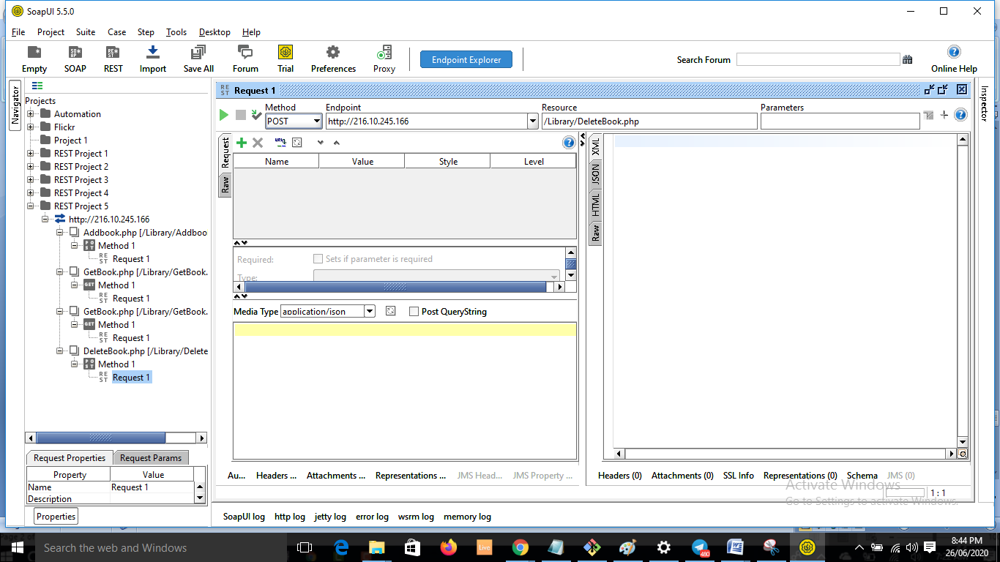 SoapUI 5.5.0
File Project Suite Case Step Tools Desktop Help
Empty SOAP REST Import Save All Forum Trial Preferences Proxy
Endpoint Explorer
Search Forum
Online Help
Navigator
Projects
Automation
Flickr
Project 1
REST Project 1
REST Project 2
REST Project 3
REST Project 4
REST Project 5
http://216.10.245.166
Addbook.php [/Library/Addboo
Method 1
Request 1
GetBook.php [/Library/GetBook.
Method 1
Request 1
GetBook.php [/Library/GetBook.
Method 1
Request 1
DeleteBook.php [/Library/Delete
Method 1
Request 1
Request Properties Request Params
Property Value
Name Request 1
Description
Properties
Request 1
Method Endpoint Resource Parameters
POST http://216.10.245.166 /Library/DeleteBook.php
Request
Raw
Name Value Style Level
Required: Sets if parameter is required
Type:
Media Type application/json Post QueryString
Au... Headers ... Attachments ... Representations ... JMS Head... JMS Property ...
XML
JSON
HTML
Raw
Headers (0) Attachments (0) SSL Info Representations (0) Schema JMS (0)
1 : 1
Inspector
Activate Windows
Go to Settings to activate Windows.
SoapUI log http log jetty log error log wsrm log memory log
Search the web and Windows
Live
480
8:44 PM
26/06/2020